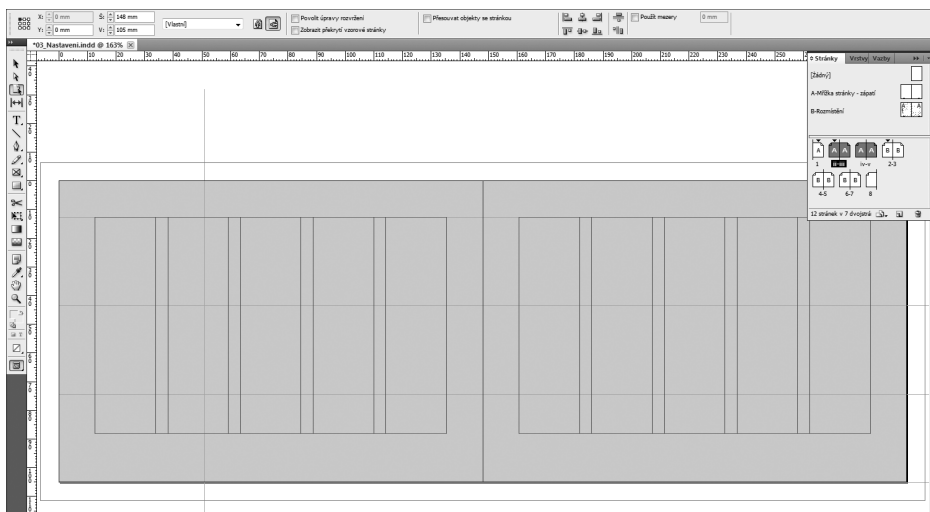 X: 0 mm Š: 148 mm [Vlastní] Povolit úpravy rozvržení Přesouvat objekty se stránkou Použít mezery 0 mm
Y: 0 mm V: 105 mm Zobrazit překrytí vzorové stránky
*03_Nastaveni.indd @ 163%
0 10 20 30 40 50 60 70 80 90 100 110 120 130 140 150 160 170 180 190 200 210 220 230 240 250
Stránky Vrstvy Vazby
[Žádný]
A-Mřížka stránky - zápatí
B-Rozmístění
A A
A A A A A B B
1 ii-iii iv-v 2-3
B B B B
4-5 6-7 8
12 stránek v 7 dvojstrá